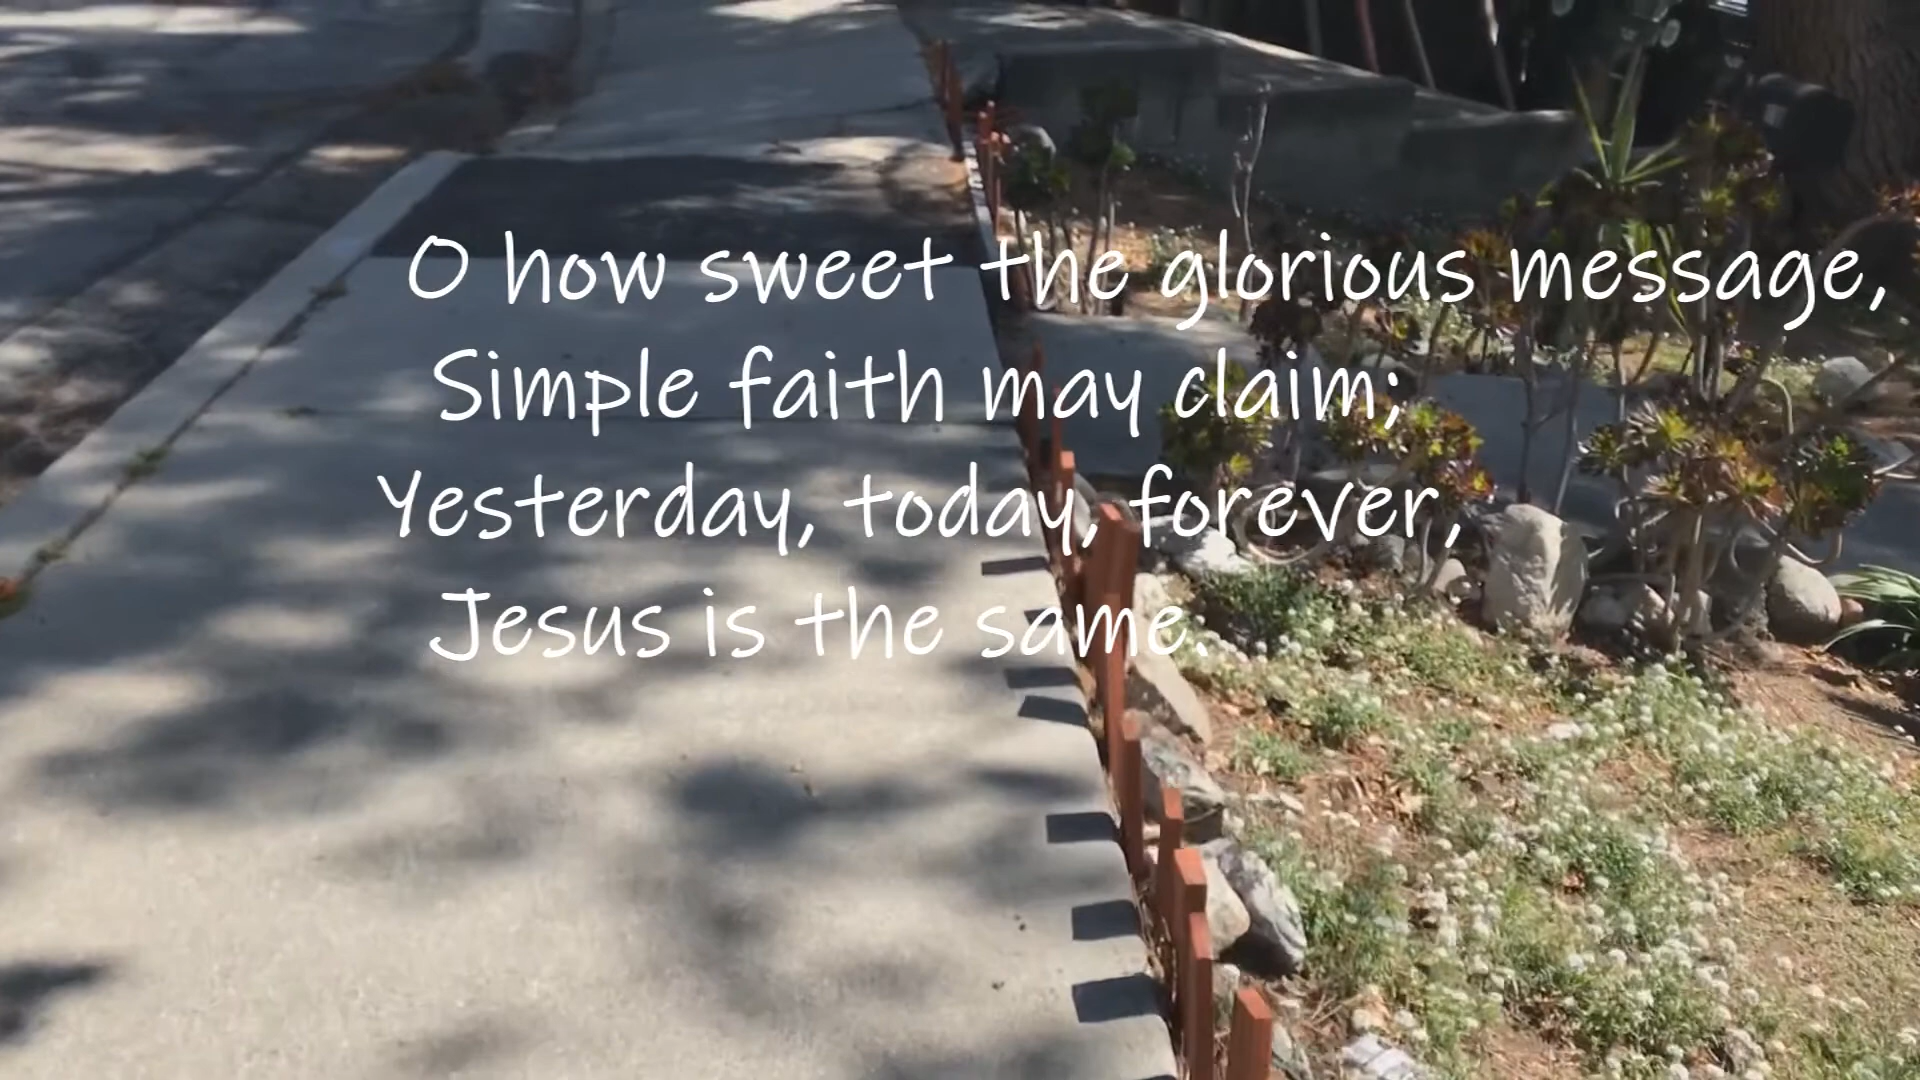 O how sweet the glorious message,
Simple faith may claim;
Yesterday, today, forever,
Jesus is the same.